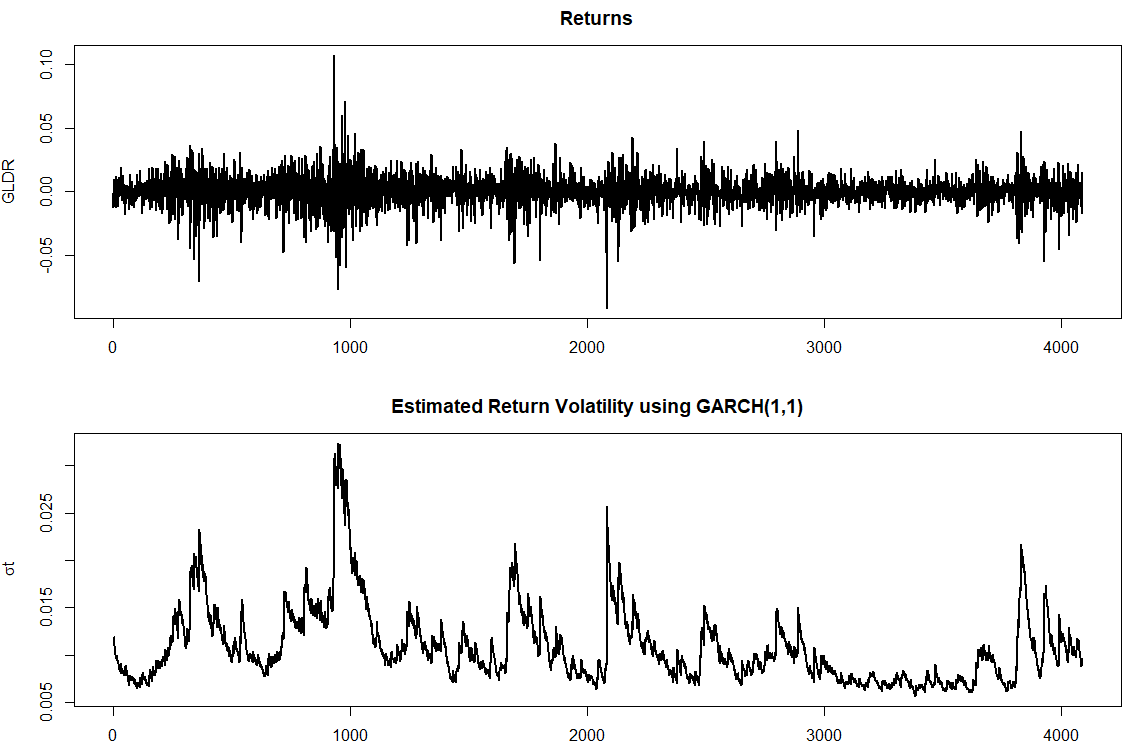 Returns
GLDR
0.10
0.05
0.00
-0.05
0 1000 2000 3000 4000
Estimated Return Volatility using GARCH(1,1)
σt
0.025
0.015
0.005
0 1000 2000 3000 4000